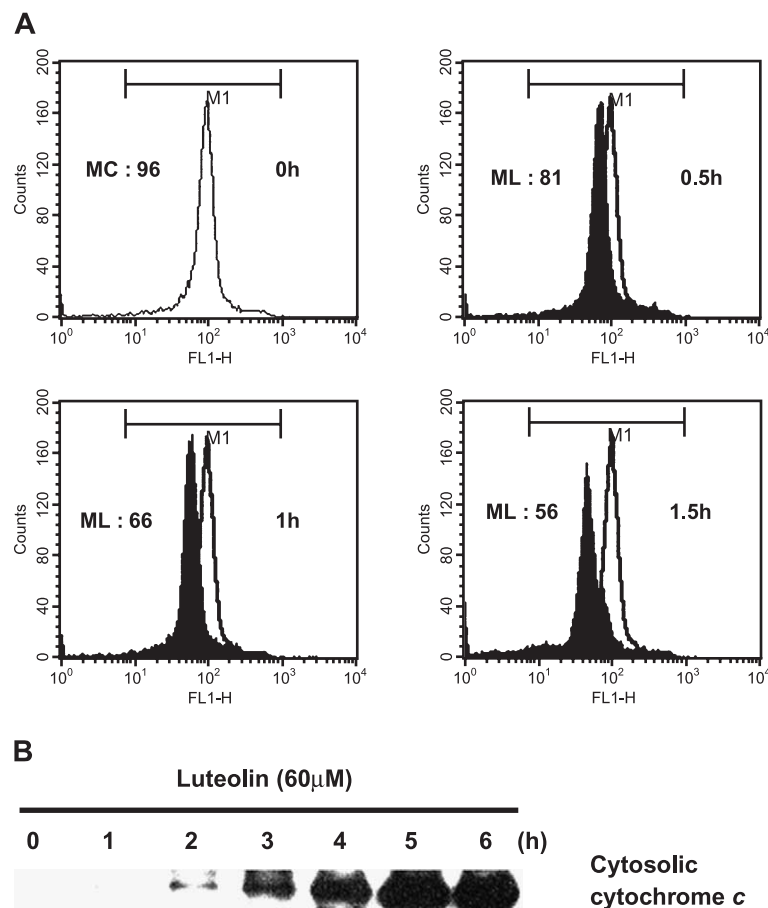 A
200
160
120
80
40
0
Counts
M1
MC : 96 0h
10^0 10^1 10^2 10^3 10^4
FL1-H
200
160
120
80
40
0
Counts
M1
ML : 81 0.5h
10^0 10^1 10^2 10^3 10^4
FL1-H
200
160
120
80
40
0
Counts
M1
ML : 66 1h
10^0 10^1 10^2 10^3 10^4
FL1-H
200
160
120
80
40
0
Counts
M1
ML : 56 1.5h
10^0 10^1 10^2 10^3 10^4
FL1-H
B
Luteolin (60μM)
0 1 2 3 4 5 6 (h)
Cytosolic
cytochrome c